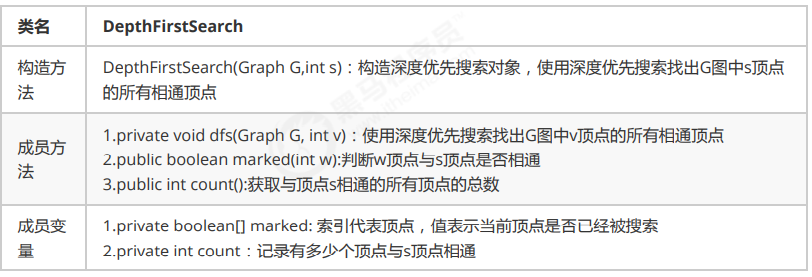 类名 DepthFirstSearch
构造方法 DepthFirstSearch(Graph G,int s)：构造深度优先搜索对象，使用深度优先搜索找出G图中s顶点
的所有相通顶点
成员方法 1.private void dfs(Graph G, int v)：使用深度优先搜索找出G图中v顶点的所有相通顶点
2.public boolean marked(int w):判断w顶点与s顶点是否相通
3.public int count():获取与顶点s相通的所有顶点的总数
成员变量 1.private boolean[] marked: 索引代表顶点，值表示当前顶点是否已经被搜索
2.private int count：记录有多少个顶点与s顶点相通
黑马程序员